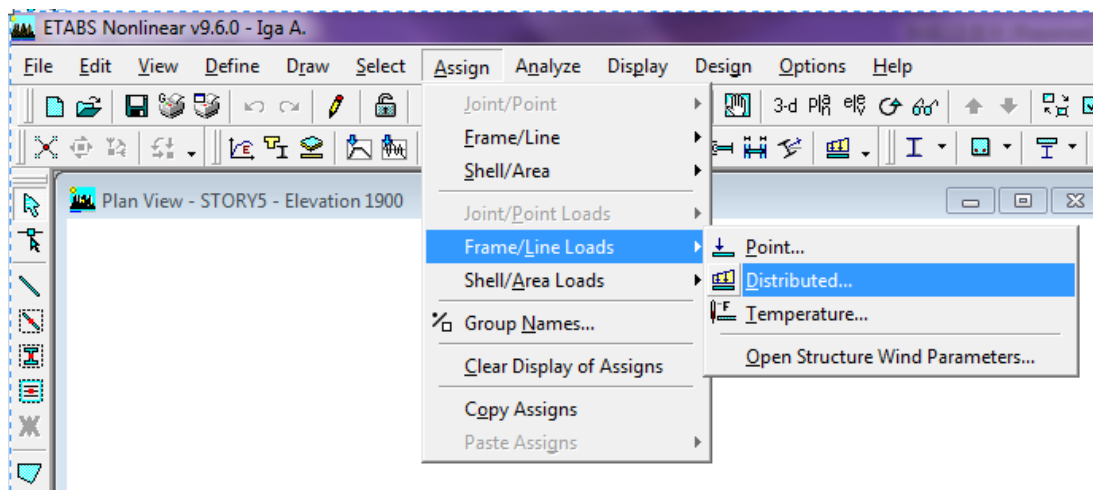 ETABS Nonlinear v9.6.0 - Iga A.
File Edit View Define Draw Select Assign Analyze Display Design Options Help
3-d
Plan View - STORY5 - Elevation 1900
Joint/Point
Frame/Line
Shell/Area
Joint/Point Loads
Frame/Line Loads
Shell/Area Loads
Group Names...
Clear Display of Assigns
Copy Assigns
Paste Assigns
Point...
Distributed...
Temperature...
Open Structure Wind Parameters...